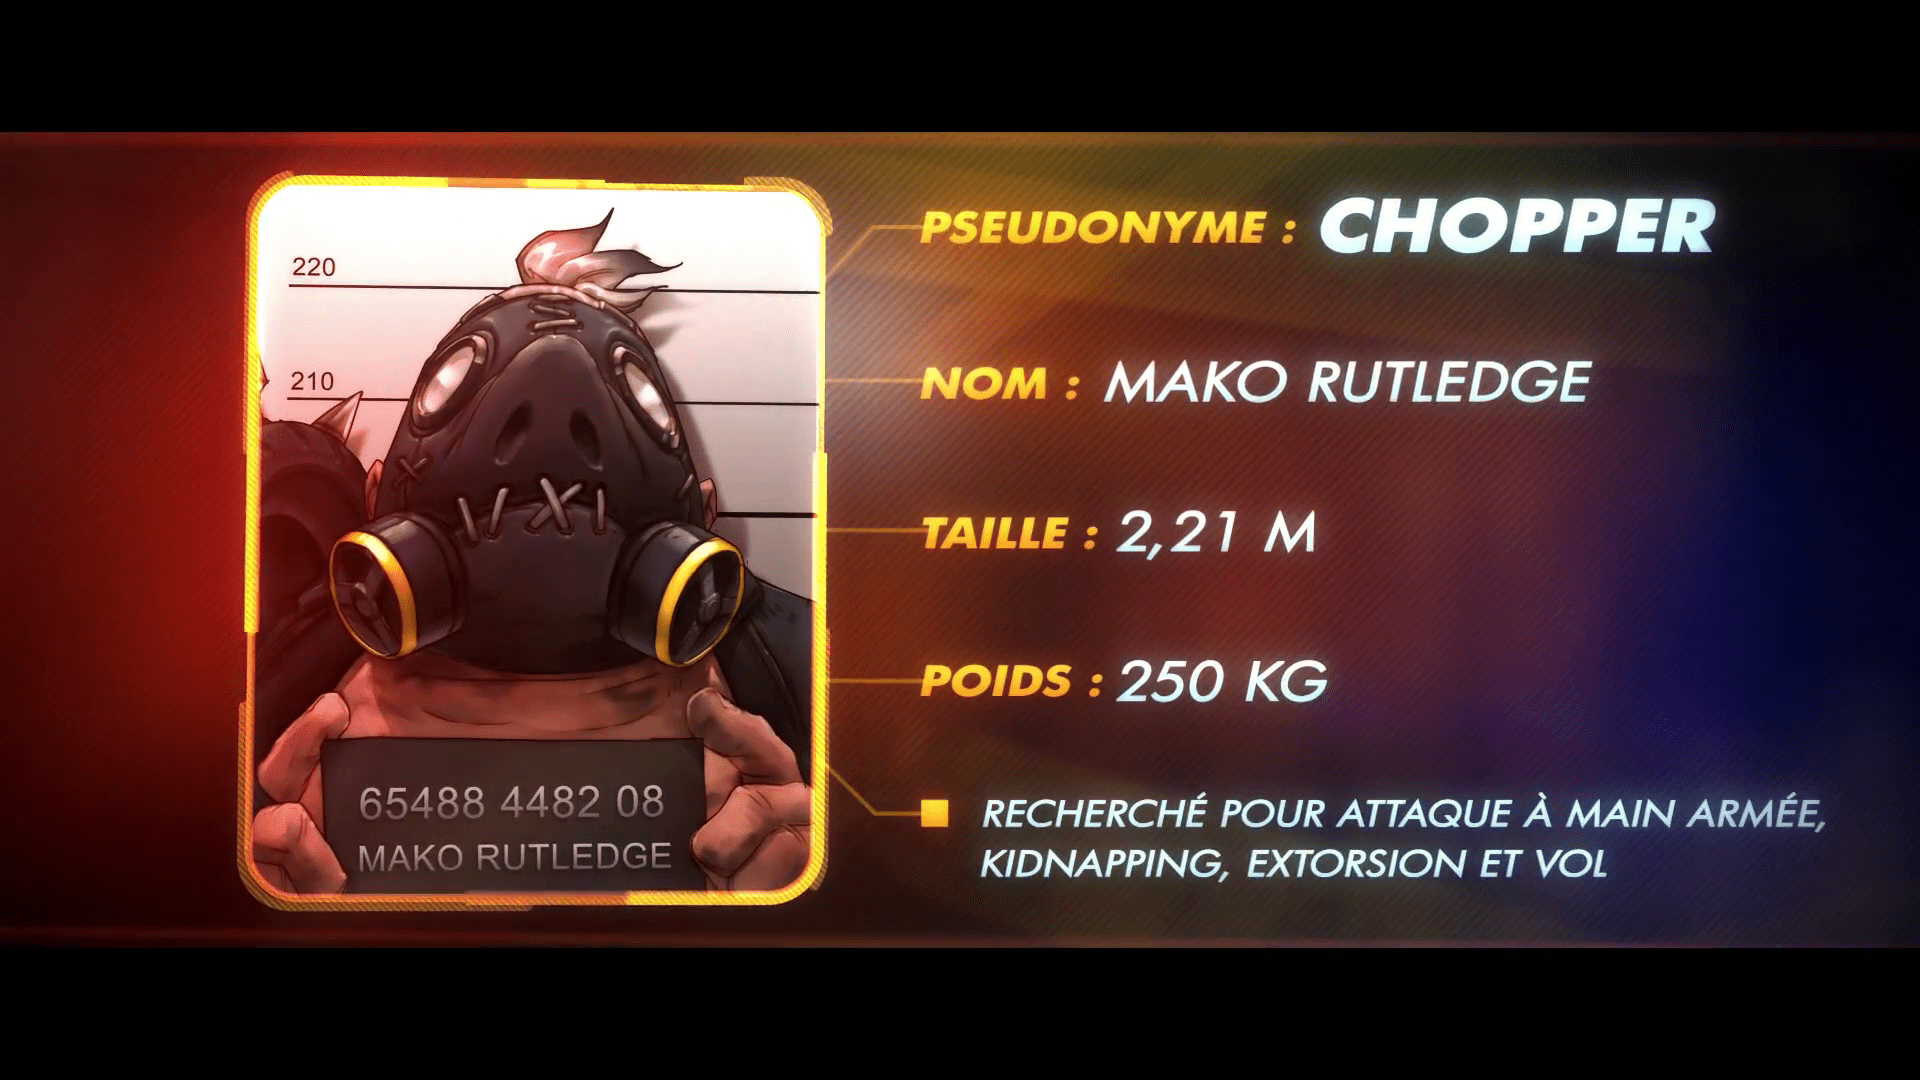 220
210
65488 4482 08
MAKO RUTLEDGE
PSEUDONYME : CHOPPER
NOM : MAKO RUTLEDGE
TAILLE : 2,21 M
POIDS : 250 KG
RECHERCHÉ POUR ATTAQUE À MAIN ARMÉE,
KIDNAPPING, EXTORSION ET VOL